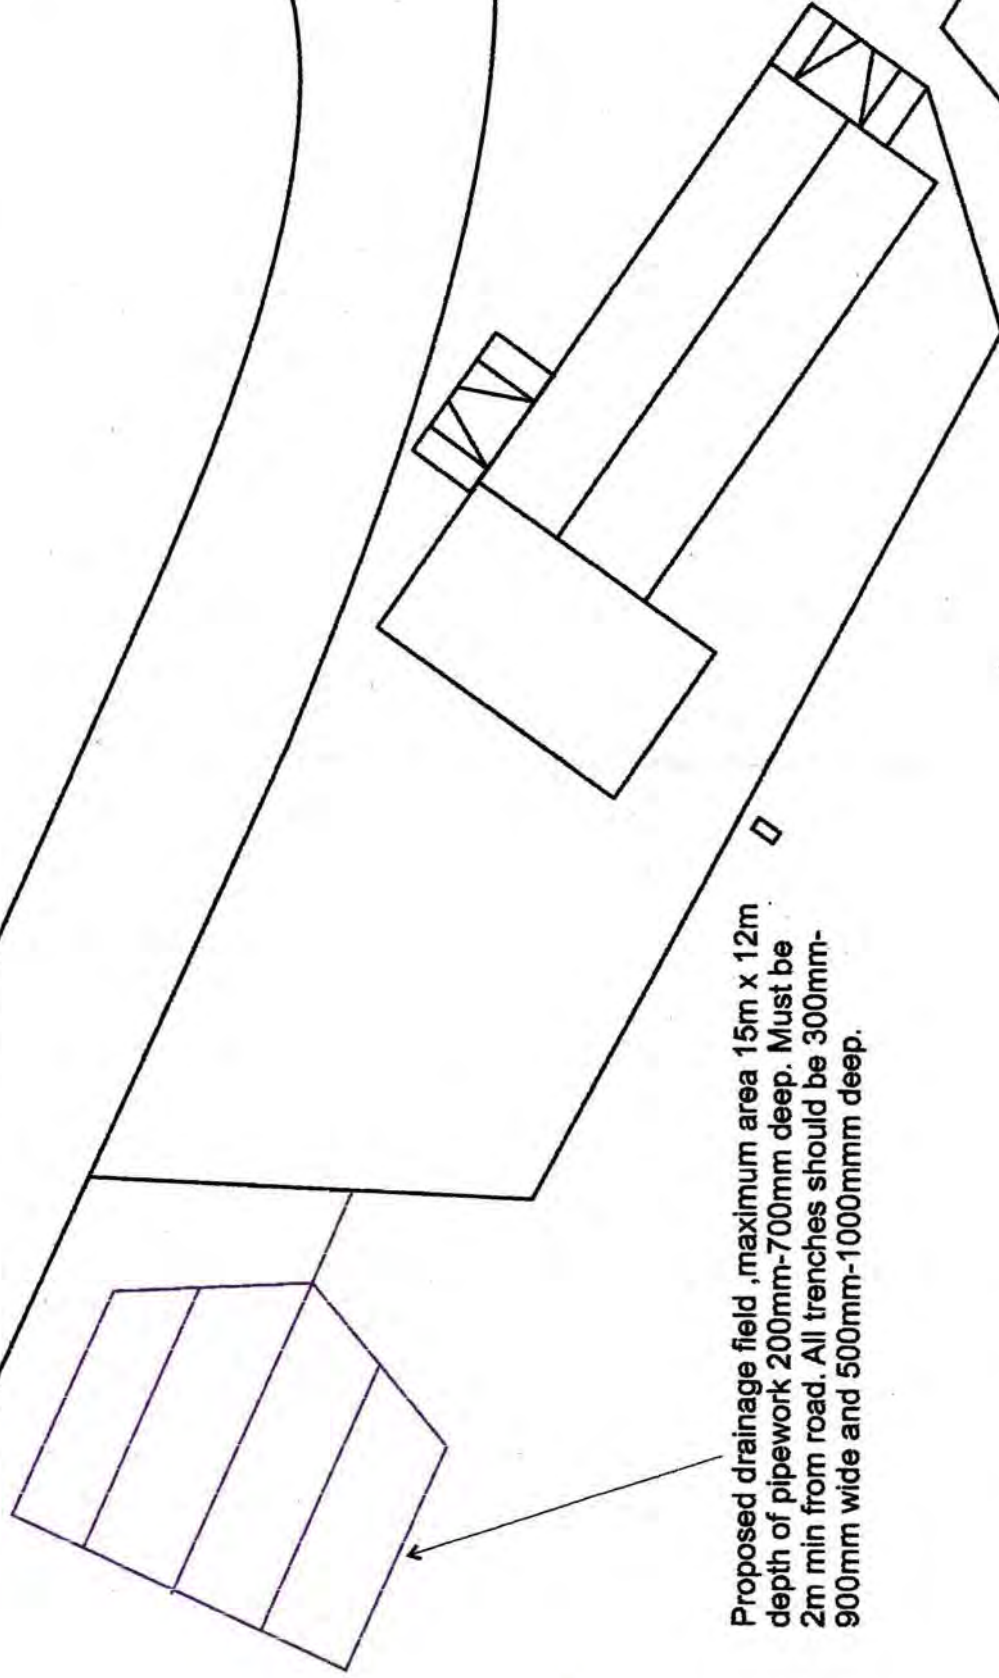 Proposed drainage field ,maximum area 15m x 12m
depth of pipework 200mm-700mm deep. Must be
2m min from road. All trenches should be 300mm-
900mm wide and 500mm-1000mmm deep.